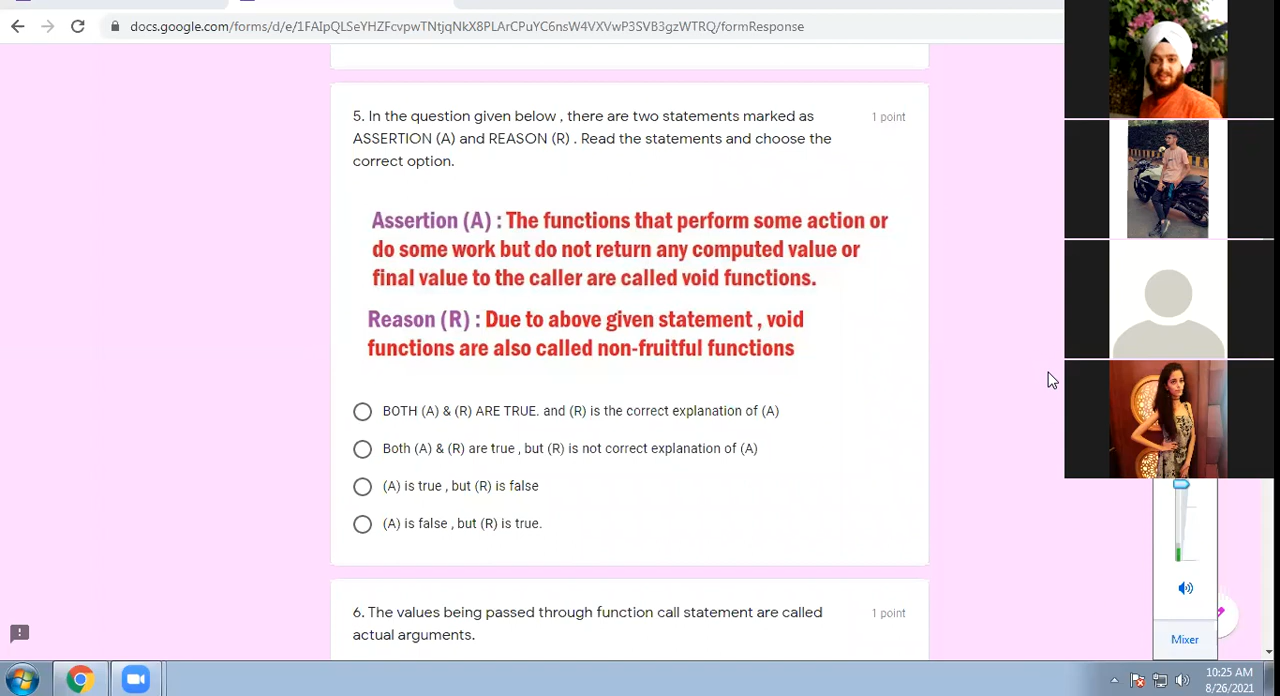 docs.google.com/forms/d/e/1FAIpQLSeYHZFcvpwTNtjqNkX8PLArCPuYC6nsW4VXVwP3SVB3gzWTRQ/formResponse
5. In the question given below , there are two statements marked as
1 point
ASSERTION (A) and REASON (R) . Read the statements and choose the
correct option.
Assertion (A) : The functions that perform some action or
do some work but do not return any computed value or
final value to the caller are called void functions.
Reason (R) : Due to above given statement , void
functions are also called non-fruitful functions
BOTH (A) & (R) ARE TRUE. and (R) is the correct explanation of (A)
Both (A) & (R) are true , but (R) is not correct explanation of (A)
(A) is true , but (R) is false
(A) is false , but (R) is true.
6. The values being passed through function call statement are called
1 point
actual arguments.
Mixer
10:25 AM
8/26/2021